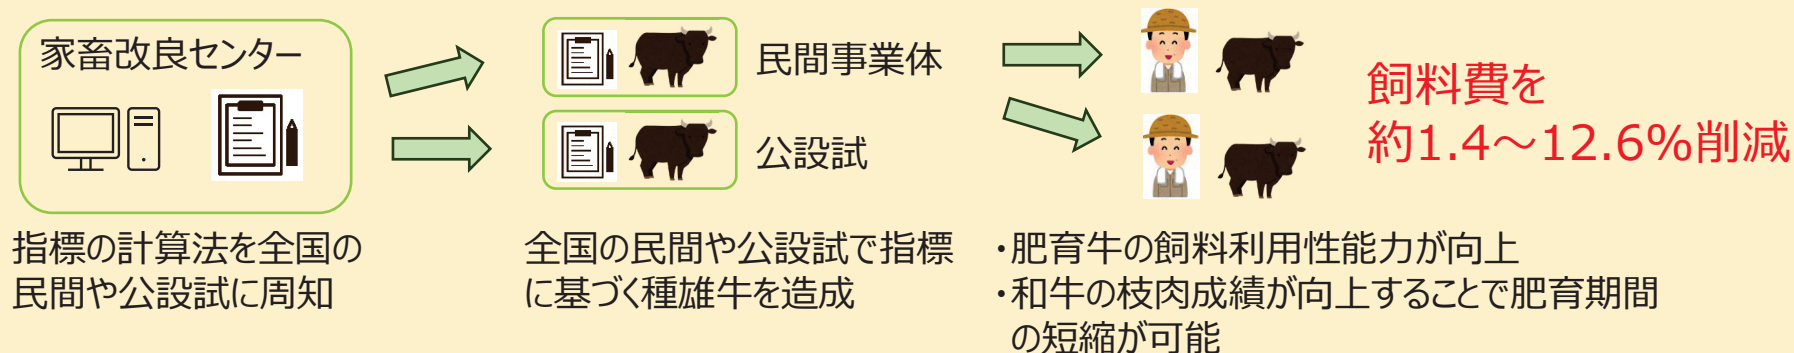 家畜改良センター
民間事業体
公設試
飼料費を
約1.4～12.6%削減
指標の計算法を全国の
民間や公設試に周知
全国の民間や公設試で指標
に基づく種雄牛を造成
・肥育牛の飼料利用性能力が向上
・和牛の枝肉成績が向上することで肥育期間
の短縮が可能